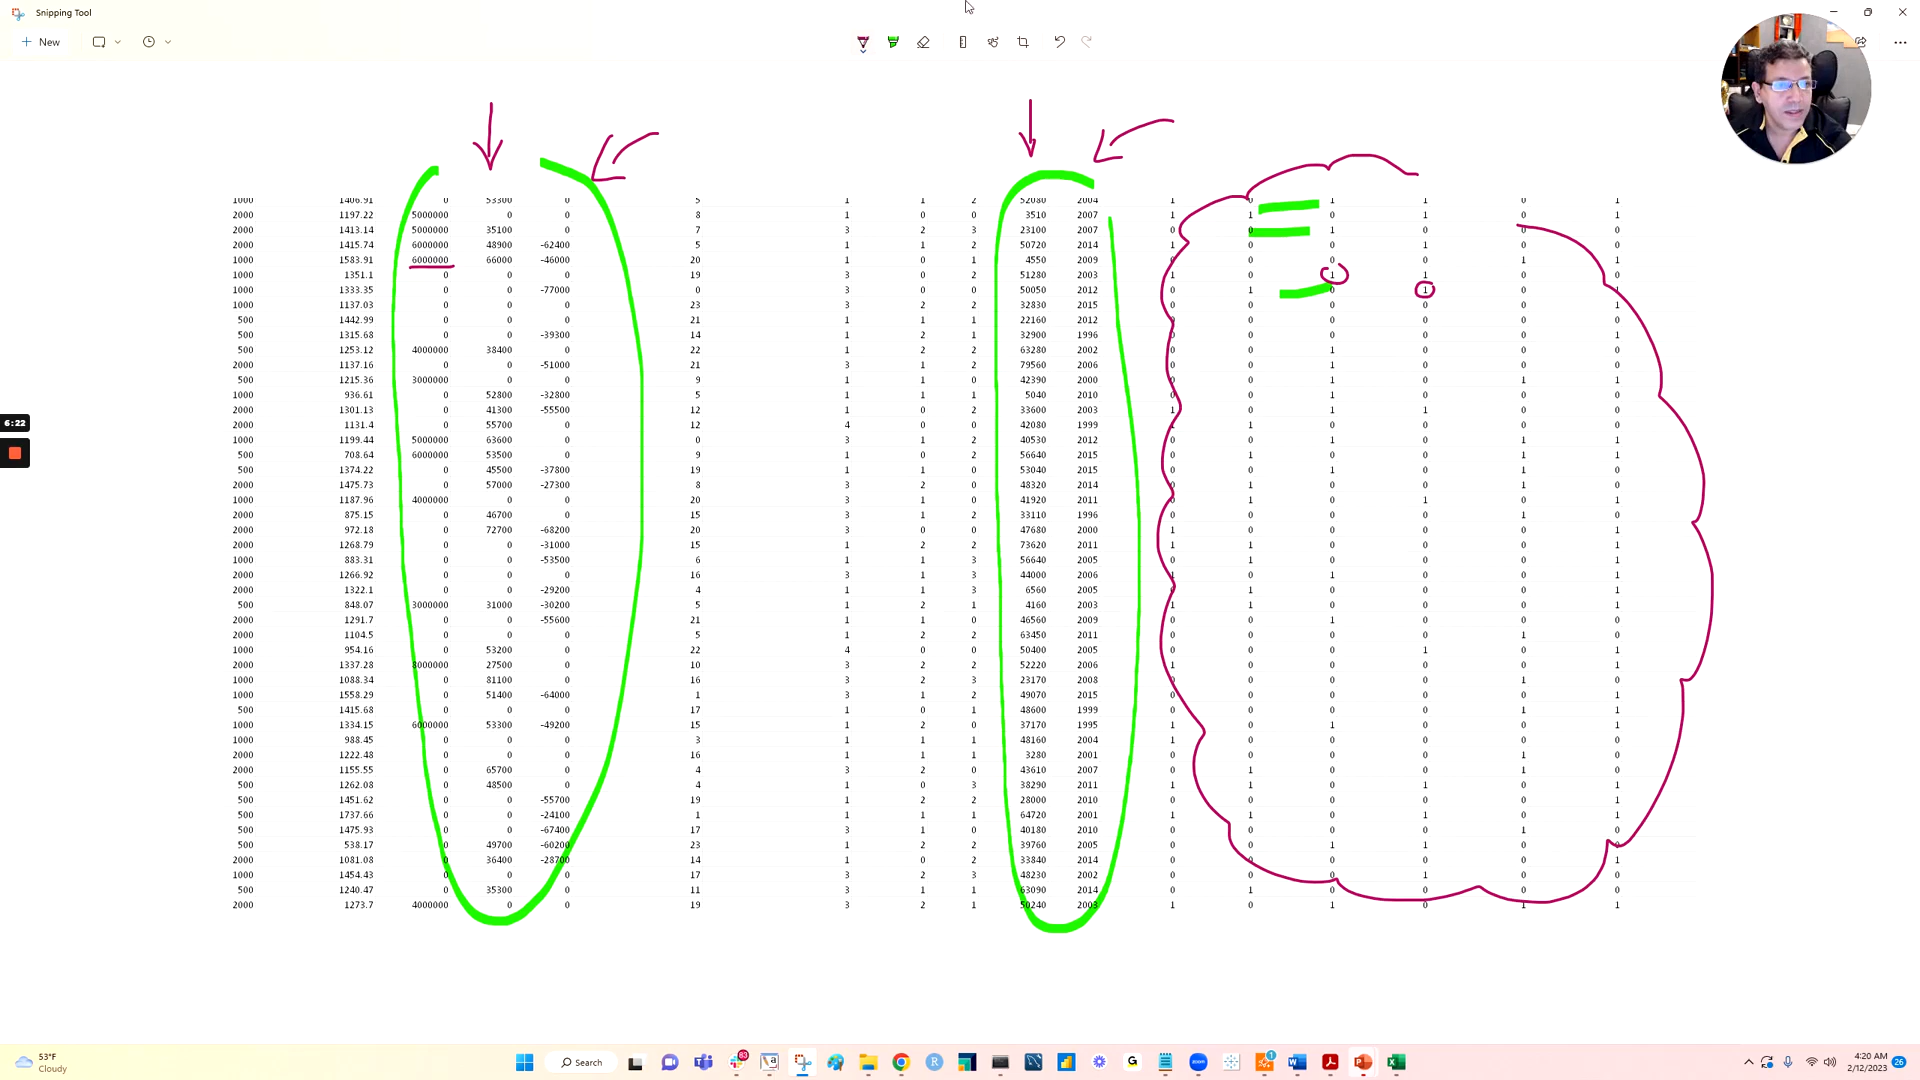 Snipping Tool
New
1000 1406.91 0 53300 0 5 1 1 2 52080 2004 1 0 1 1 0 1
2000 1197.22 5000000 0 0 8 1 0 0 3510 2007 1 1 0 1 0 0
2000 1413.14 5000000 35100 0 7 3 2 3 23100 2007 0 0 1 0 0 1
2000 1415.74 6000000 48900 -62400 5 1 1 2 50720 2014 0 0 1 0 1
1000 1583.91 6000000 66000 -46000 20 1 0 1 4550 2009 0 0 0 0 1 1
1000 1351.1 0 0 0 19 3 0 2 51280 2003 1 0 1 1 0
1000 1333.35 0 0 -77000 0 3 0 0 50050 2012 0 1 0 1 0
1000 1137.03 0 0 0 23 3 2 2 32830 2015 0 0 0 0 1
500 1442.99 0 0 0 21 1 1 1 22160 2012 0 0 0 0 0
500 1315.68 0 0 -39300 14 1 2 1 32900 1996 0 0 0 0 0 1
500 1253.12 4000000 38400 0 22 1 2 2 63280 2002 0 0 1 0 0 0
2000 1137.16 0 0 -51000 21 3 1 2 79560 2006 0 0 1 0 0 0
500 1215.36 3000000 0 0 9 1 1 0 42390 2000 0 0 1 0 1 1
1000 936.61 0 52800 -32800 5 1 1 1 5040 2010 0 0 1 0 1 0
2000 1301.13 0 41300 -55500 12 1 0 2 33600 2003 1 0 1 1 0 0
2000 1131.4 0 55700 0 12 4 0 0 42080 1999 1 1 0 0 0 1
1000 1199.44 5000000 63600 0 0 3 1 2 40530 2012 0 0 1 0 1 1
500 708.64 6000000 53500 0 9 1 0 2 56640 2015 0 1 0 0 1 1
500 1374.22 0 45500 -37800 19 1 1 0 53040 2015 0 0 1 0 1 0
2000 1475.73 0 57000 -27300 8 3 2 0 48320 2014 0 1 0 0 1 0
1000 1187.96 4000000 0 0 20 3 1 0 41920 2011 0 1 0 1 0 1
2000 875.15 0 46700 0 15 3 1 2 33110 1996 0 0 0 0 1 0
2000 972.18 0 72700 -68200 20 3 0 0 47680 2000 1 0 0 0 0 1
2000 1268.79 0 0 -31000 15 1 2 2 73620 2011 1 1 0 0 0 1
1000 883.31 0 0 -53500 6 1 1 3 56640 2005 0 1 0 0 0 1
2000 1266.92 0 0 0 16 3 1 3 44000 2006 1 0 1 0 0 1
2000 1322.1 0 0 -29200 4 1 1 3 6560 2005 0 0 0 0 1
500 848.07 3000000 31000 -30200 5 1 2 1 4160 2003 1 1 0 0 0 1
2000 1291.7 0 0 -55600 21 1 1 0 46560 2009 0 0 1 0 0 0
2000 1104.5 0 0 0 5 1 2 2 63450 2011 0 0 0 0 1 0
1000 954.16 0 53200 0 22 4 0 0 50400 2005 0 0 0 1 0 1
2000 1337.28 8000000 27500 0 10 3 2 2 52220 2006 1 0 0 0 0 1
1000 1088.34 0 81100 0 16 3 2 3 23170 2008 0 0 0 0 1 0
1000 1558.29 0 51400 -64000 1 3 1 2 49070 2015 0 0 0 0 0 1
500 1415.68 0 0 0 17 1 0 1 48600 1999 0 0 0 0 1 1
1000 1334.15 6000000 53300 -49200 15 1 2 0 37170 1995 0 0 1 0 0 1
1000 988.45 0 0 0 3 1 1 1 48160 2004 1 0 0 0 0 0
2000 1222.48 0 0 0 16 1 1 1 3280 2001 0 0 0 0 1 0
2000 1155.55 0 65700 0 4 3 2 0 43610 2007 0 1 0 0 1 0
500 1262.08 0 48500 0 4 1 0 3 38290 2011 1 1 0 1 0 1
500 1451.62 0 0 -55700 19 1 2 2 28000 2010 0 0 0 0 0 1
500 1737.66 0 0 -24100 1 1 1 1 64720 2001 1 1 0 1 0 1
500 1475.93 0 0 -67400 17 3 1 0 40180 2010 0 0 0 0 1 0
500 538.17 0 49700 -60200 23 1 2 2 39760 2005 0 0 1 1 0
2000 1081.08 0 36400 -28700 14 1 0 2 33840 2014 0 0 0 0 0 1
1000 1454.43 0 0 0 17 3 2 3 48230 2002 0 0 0 1 0 0
500 1240.47 0 35300 0 11 3 1 1 63090 2014 0 1 0 0 0 0
2000 1273.7 4000000 0 0 19 3 2 1 50240 2003 1 0 1 0 1 1
6:22
53°F
Cloudy
Search
83
1
4:20 AM
2/12/2023
26